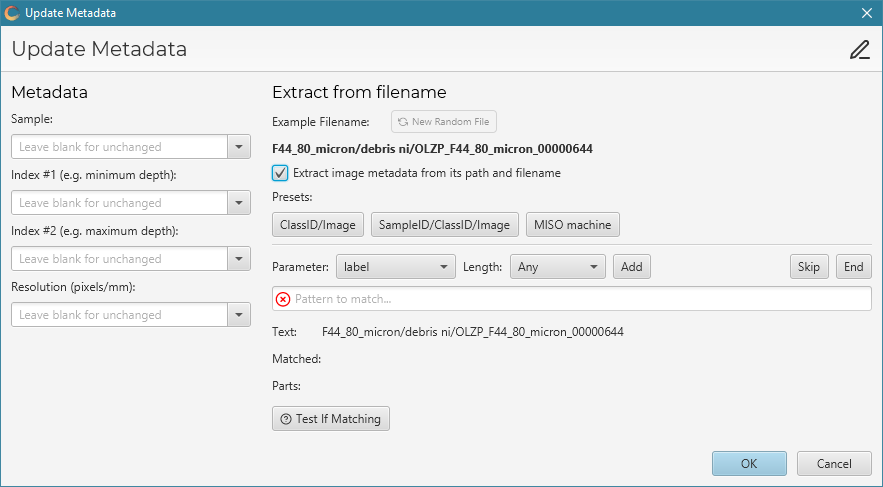 Update Metadata
Update Metadata
Metadata
Sample:
Leave blank for unchanged
Index #1 (e.g. minimum depth):
Leave blank for unchanged
Index #2 (e.g. maximum depth):
Leave blank for unchanged
Resolution (pixels/mm):
Leave blank for unchanged
Extract from filename
Example Filename: New Random File
F44_80_micron/debris ni/OLZP_F44_80_micron_00000644
Extract image metadata from its path and filename
Presets:
ClassID/Image SampleID/ClassID/Image MISO machine
Parameter: label Length: Any Add Skip End
Pattern to match...
Text: F44_80_micron/debris ni/OLZP_F44_80_micron_00000644
Matched:
Parts:
Test If Matching
OK Cancel